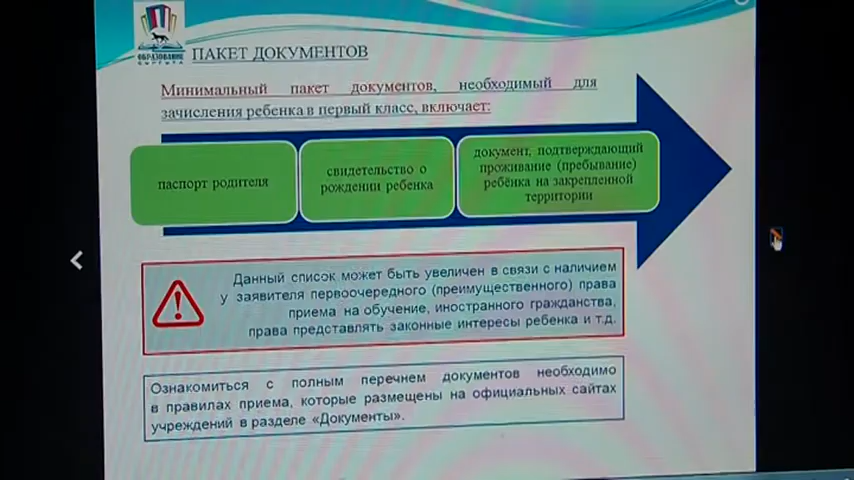 ОБРАЗОВАНИЕ
СУРГУТА
ПАКЕТ ДОКУМЕНТОВ
Минимальный пакет документов, необходимый для
зачисления ребенка в первый класс, включает:
паспорт родителя
свидетельство о
рождении ребенка
документ, подтверждающий
проживание (пребывание)
ребёнка на закрепленной
территории
Данный список может быть увеличен в связи с наличием
у заявителя первоочередного (преимущественного) права
приема на обучение, иностранного гражданства,
права представлять законные интересы ребенка и т.д.
Ознакомиться с полным перечнем документов необходимо
в правилах приема, которые размещены на официальных сайтах
учреждений в разделе «Документы».